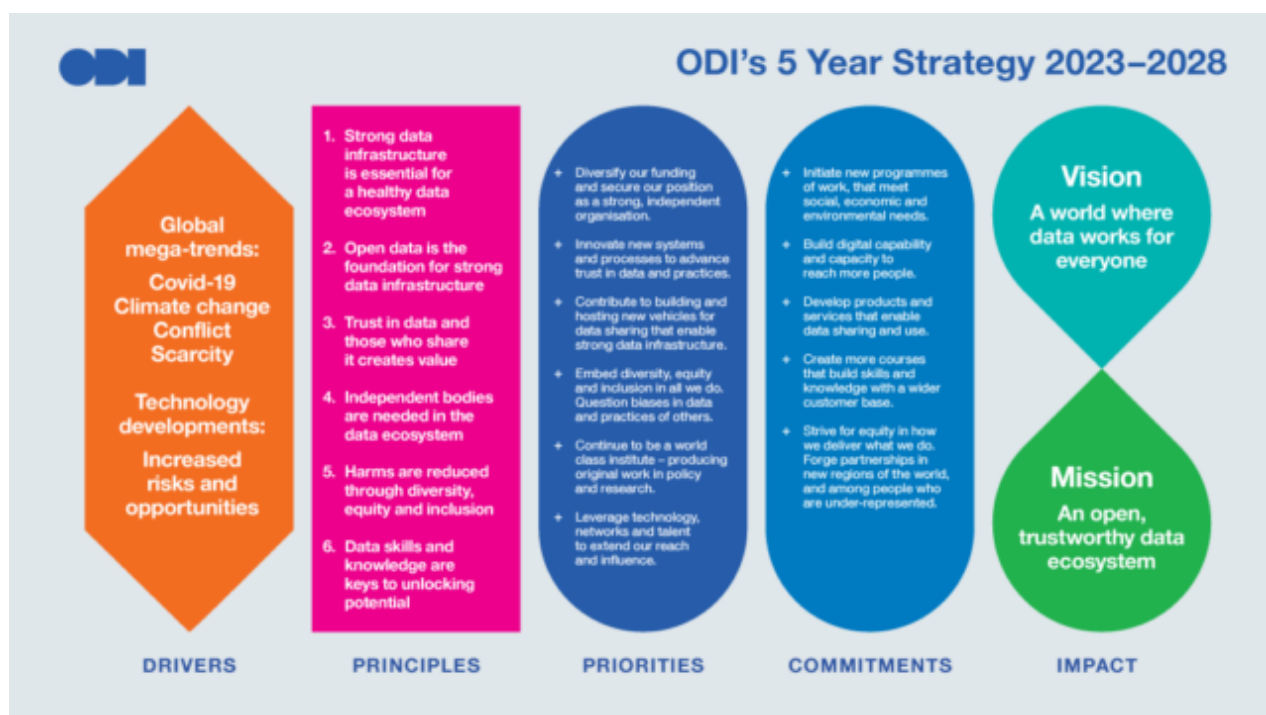 ODI
ODI's 5 Year Strategy 2023–2028
Global
mega-trends:
Covid-19
Climate change
Conflict
Scarcity
Technology
developments:
Increased
risks and
opportunities
DRIVERS
1. Strong data
infrastructure
is essential for
a healthy data
ecosystem
2. Open data is the
foundation for strong
data infrastructure
3. Trust in data and
those who share
it creates value
4. Independent bodies
are needed in the
data ecosystem
5. Harms are reduced
through diversity,
equity and inclusion
6. Data skills and
knowledge are
keys to unlocking
potential
PRINCIPLES
+ Diversify our funding
and secure our position
as a strong, independent
organisation.
+ Innovate new systems
and processes to advance
trust in data and practices.
+ Contribute to building and
hosting new vehicles for
data sharing that enable
strong data infrastructure.
+ Embed diversity, equity
and inclusion in all we do.
Question biases in data
and practices of others.
+ Continue to be a world
class institute – producing
original work in policy
and research.
+ Leverage technology,
networks and talent
to extend our reach
and influence.
PRIORITIES
+ Initiate new programmes
of work, that meet
social, economic and
environmental needs.
+ Build digital capability
and capacity to
reach more people.
+ Develop products and
services that enable
data sharing and use.
+ Create more courses
that build skills and
knowledge with a wider
customer base.
+ Strive for equity in how
we deliver what we do.
Forge partnerships in
new regions of the world,
and among people who
are under-represented.
COMMITMENTS
Vision
A world where
data works for
everyone
Mission
An open,
trustworthy data
ecosystem
IMPACT